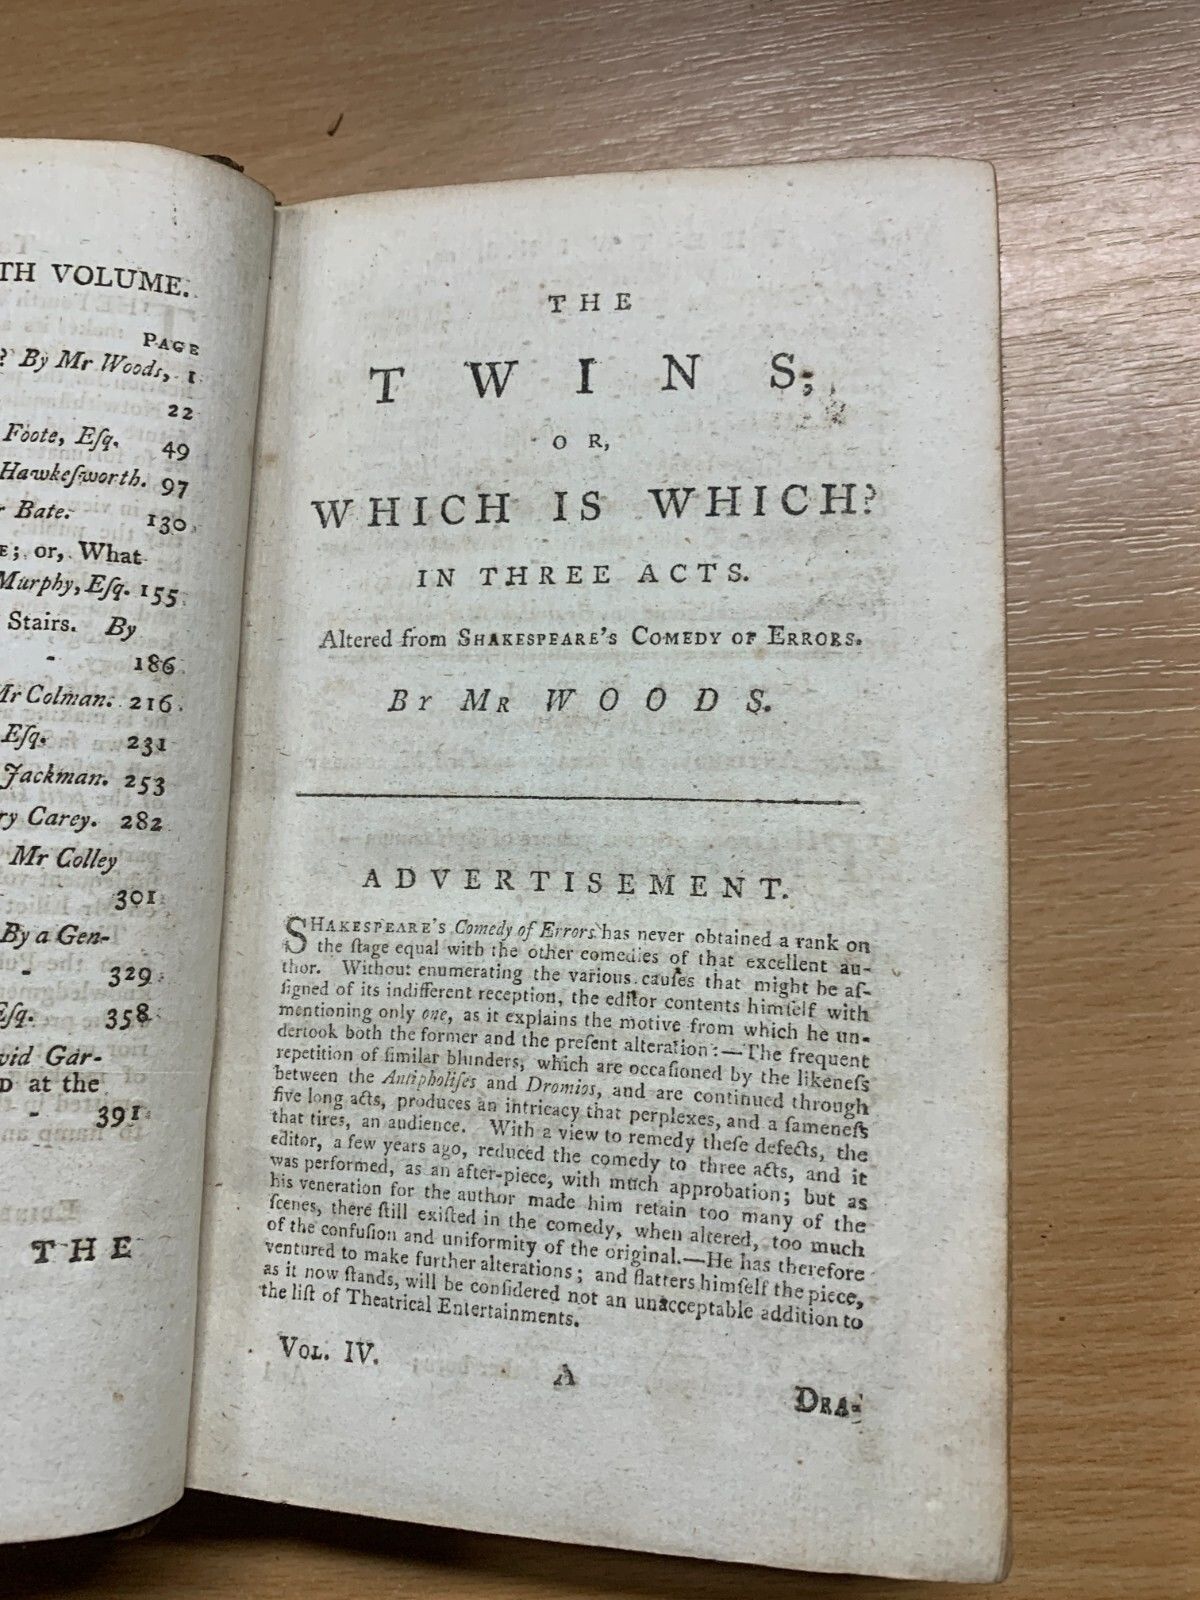 TH VOLUME.
PAGE
? By Mr Woods, 1
22
Foote, Eſq. 49
Hawkeſworth. 97
Bate. 130
; or, What
Murphy, Eſq. 155
Stairs. By
- 186
Mr Colman. 216
Eſq. 231
Jackman. 253
ry Carey. 282
Mr Colley
301
By a Gen-
- 329
Eſq. 358
vid Gar-
D at the
- 391
THE
THE
TWINS;
OR,
WHICH IS WHICH?
IN THREE ACTS.
Altered from SHAKESPEARE'S COMEDY OF ERRORS.
By MR WOODS.
ADVERTISEMENT.
SHAKESPEARE'S Comedy of Errors has never obtained a rank on
the ſtage equal with the other comedies of that excellent au-
thor. Without enumerating the various cauſes that might be aſ-
ſigned of its indifferent reception, the editor contents himſelf with
mentioning only one, as it explains the motive from which he un-
dertook both the former and the preſent alteration:—The frequent
repetition of ſimilar blunders, which are occaſioned by the likeneſs
between the Antipholiſes and Dromios, and are continued through
five long acts, produces an intricacy that perplexes, and a ſameneſs
that tires, an audience. With a view to remedy theſe defects, the
editor, a few years ago, reduced the comedy to three acts, and it
was performed, as an after-piece, with much approbation; but as
his veneration for the author made him retain too many of the
ſcenes, there ſtill exiſted in the comedy, when altered, too much
of the confuſion and uniformity of the original.—He has therefore
ventured to make further alterations; and flatters himſelf the piece,
as it now ſtands, will be conſidered not an unacceptable addition to
the liſt of Theatrical Entertainments.
VOL. IV.
A
DRA-